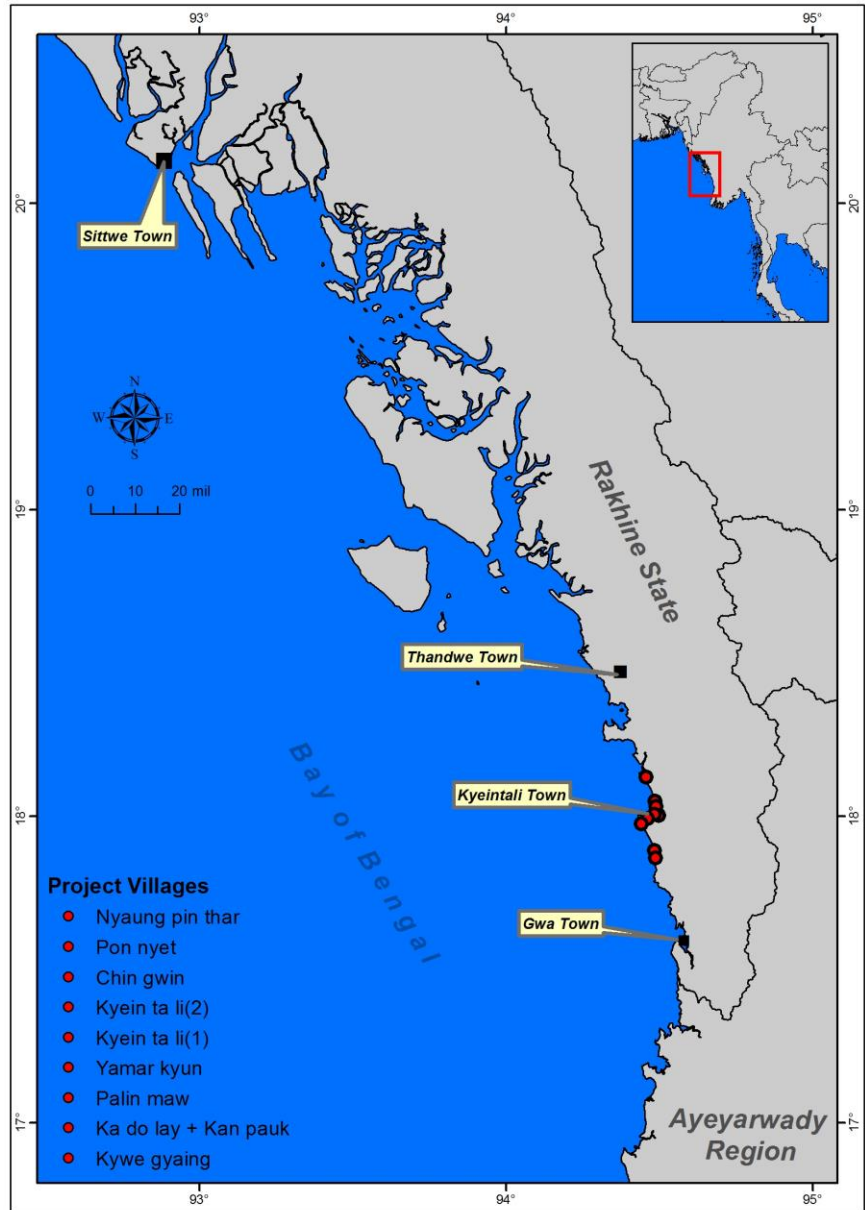 93°
94°
95°
20°
20°
Sittwe Town
N
W
E
S
0 10 20 mil
19°
19°
Rakhine State
Thandwe Town
Bay of Bengal
Kyeintali Town
18°
18°
Project Villages
Nyaung pin thar
Gwa Town
Pon nyet
Chin gwin
Kyein ta li(2)
Kyein ta li(1)
Yamar kyun
Palin maw
Ka do lay + Kan pauk
Kywe gyaing
17°
17°
Ayeyarwady
Region
93°
94°
95°